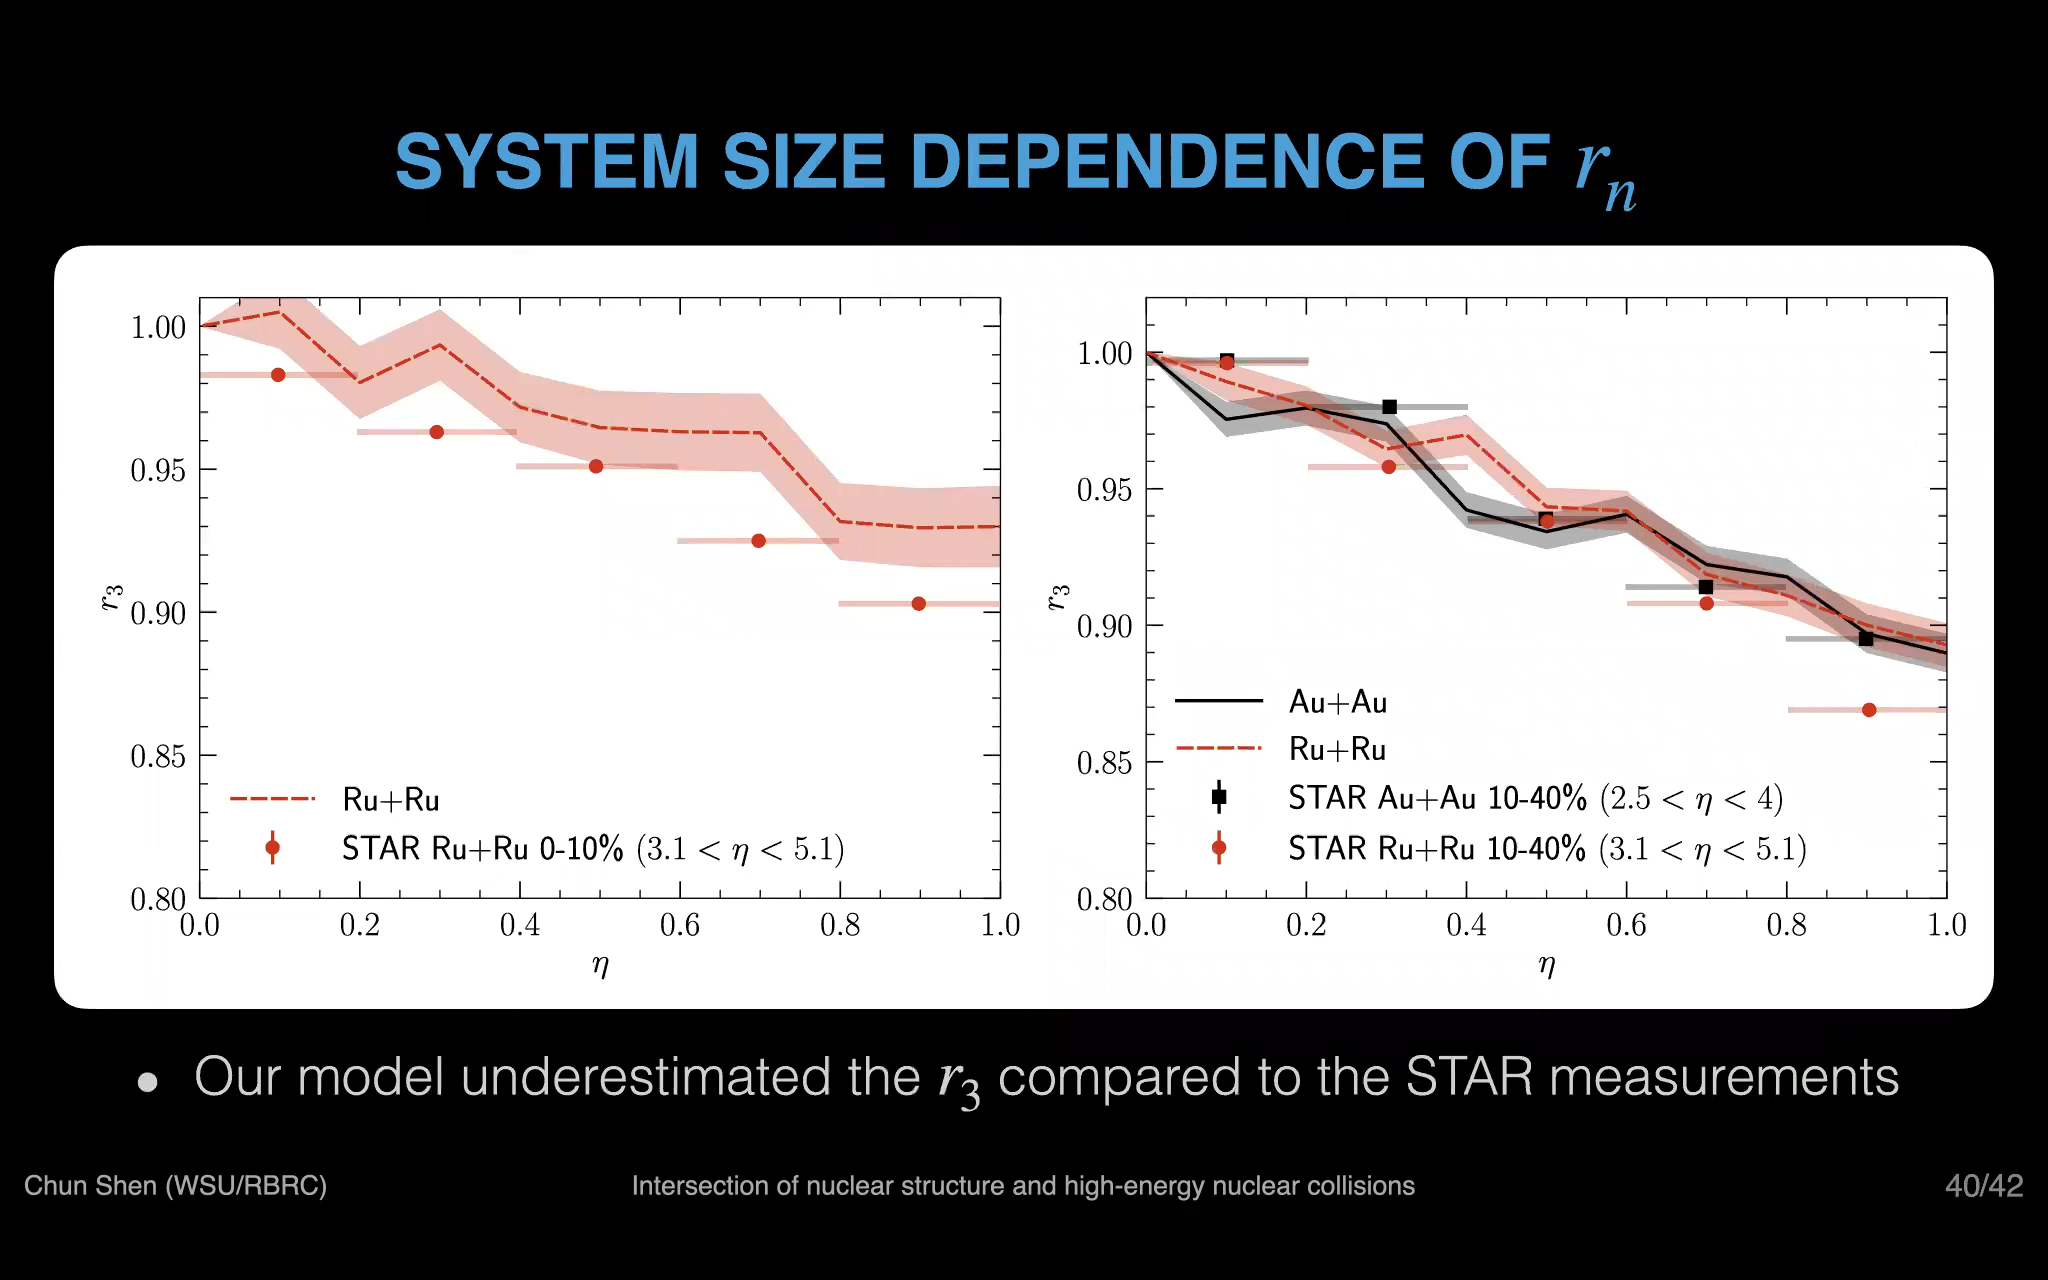 SYSTEM SIZE DEPENDENCE OF rₙ
1.00
0.95
0.90
0.85
0.80
r₃
0.0 0.2 0.4 0.6 0.8 1.0
η
Ru+Ru
STAR Ru+Ru 0-10% (3.1 < η < 5.1)
1.00
0.95
0.90
0.85
0.80
r₃
0.0 0.2 0.4 0.6 0.8 1.0
η
Au+Au
Ru+Ru
STAR Au+Au 10-40% (2.5 < η < 4)
STAR Ru+Ru 10-40% (3.1 < η < 5.1)
• Our model underestimated the r₃ compared to the STAR measurements
Chun Shen (WSU/RBRC)
Intersection of nuclear structure and high-energy nuclear collisions
40/42